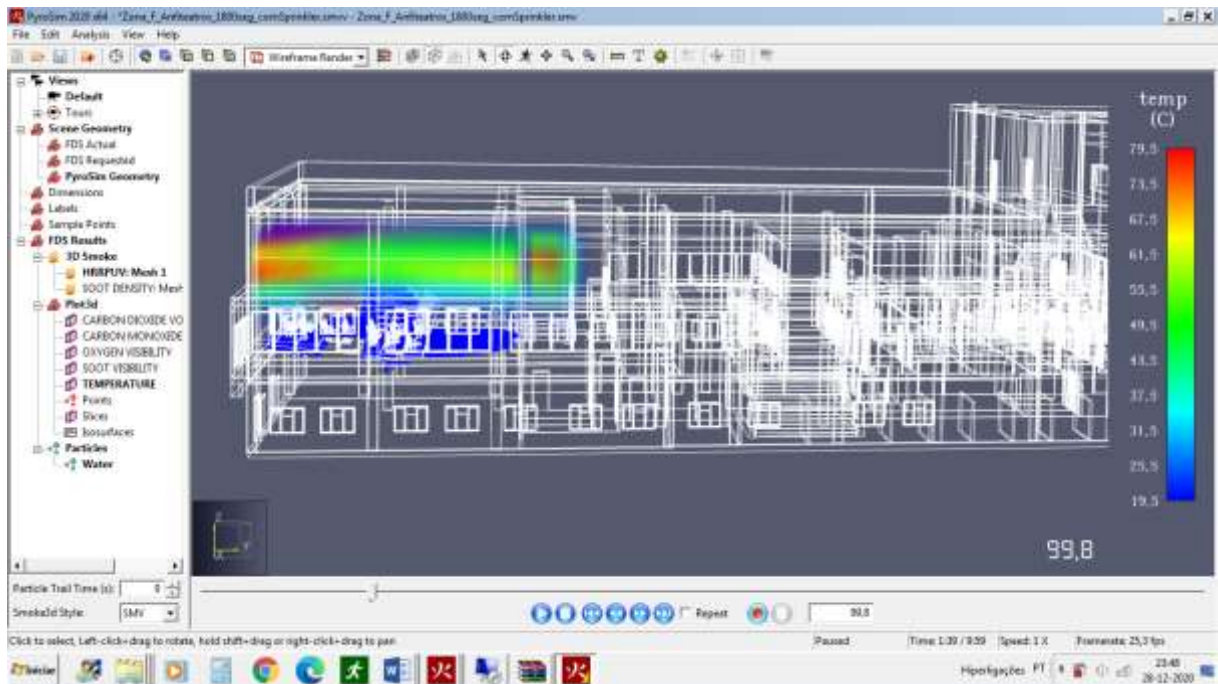 PyroSim 2020 x64 - *Zona_F_Anfiteatros_1800seg_comSprinkler.smvv - Zona_F_Anfiteatros_1800seg_comSprinkler.smv
File Edit Analysis View Help
Wireframe Render
Views
Default
Tours
Scene Geometry
FDS Actual
FDS Requested
PyroSim Geometry
Dimensions
Labels
Sample Points
FDS Results
3D Smoke
HRRPUV: Mesh 1
SOOT DENSITY: Mesh
Plot3d
CARBON DIOXIDE VO
CARBON MONOXIDE
OXYGEN VISIBILITY
SOOT VISIBILITY
TEMPERATURE
Points
Slices
Isosurfaces
Particles
Water
temp
(C)
79,5
73,5
67,5
61,5
55,5
49,5
43,5
37,5
31,5
25,5
19,5
99,8
Particle Trail Time (s): 0
Smoke3d Style: SMV
Repeat 99,8
Click to select, Left-click+drag to rotate, hold shift+drag or right-click+drag to pan Paused Time: 1:39 / 9:59 Speed: 1 X Framerate: 25,3 fps
Iniciar Hiperligações PT 23:48
28-12-2020